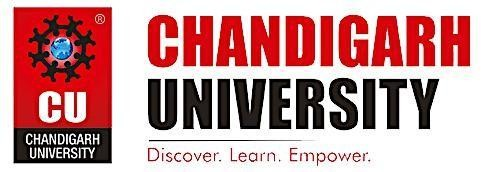 ®
CU
CHANDIGARH
UNIVERSITY
CHANDIGARH
UNIVERSITY
Discover. Learn. Empower.